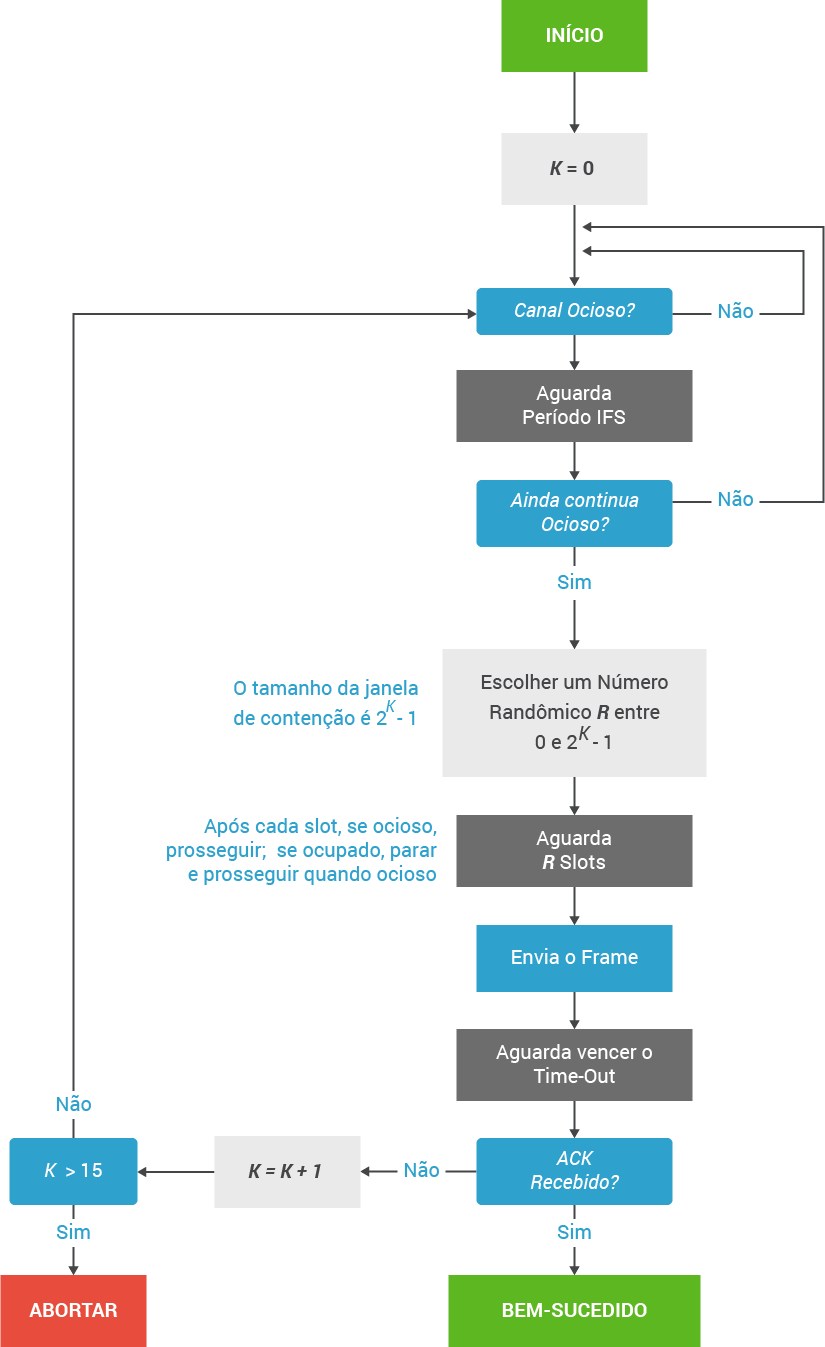 INÍCIO
K = 0
Canal Ocioso?
Não
Aguarda
Período IFS
Ainda continua
Ocioso?
Não
Sim
O tamanho da janela
de contenção é 2^K - 1
Escolher um Número
Randômico R entre
0 e 2^K - 1
Após cada slot, se ocioso,
prosseguir; se ocupado, parar
e prosseguir quando ocioso
Aguarda
R Slots
Envia o Frame
Aguarda vencer o
Time-Out
Não
K > 15
K = K + 1
Não
ACK
Recebido?
Sim
Sim
ABORTAR
BEM-SUCEDIDO